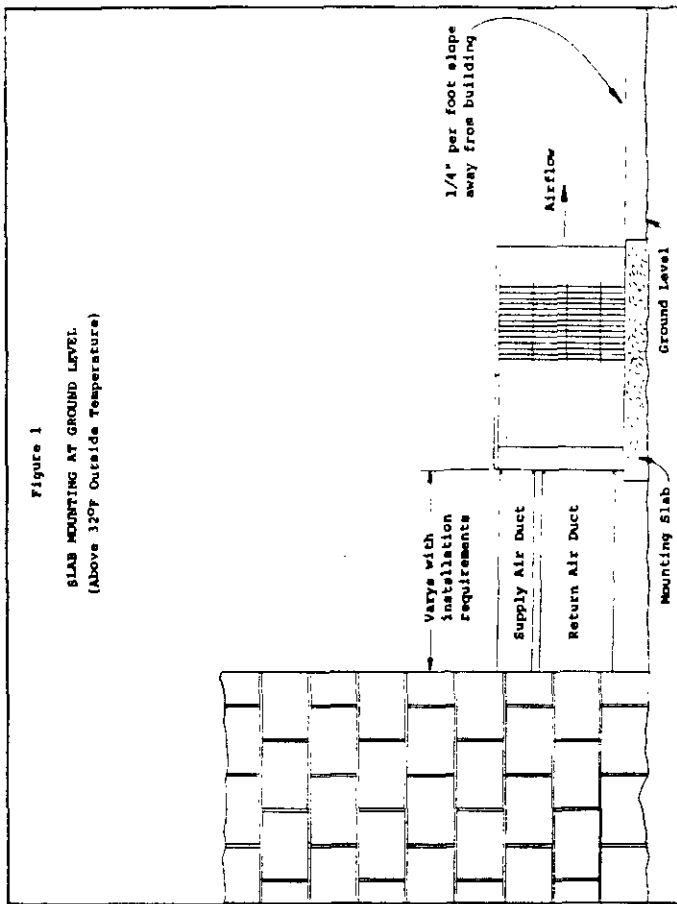 Figure 1
SLAB MOUNTING AT GROUND LEVEL
(Above 32°F Outside Temperature)
Varys with
installation
requirements
Supply Air Duct
Return Air Duct
Mounting Slab
1/4" per foot slope
away from building
Airflow
Ground Level